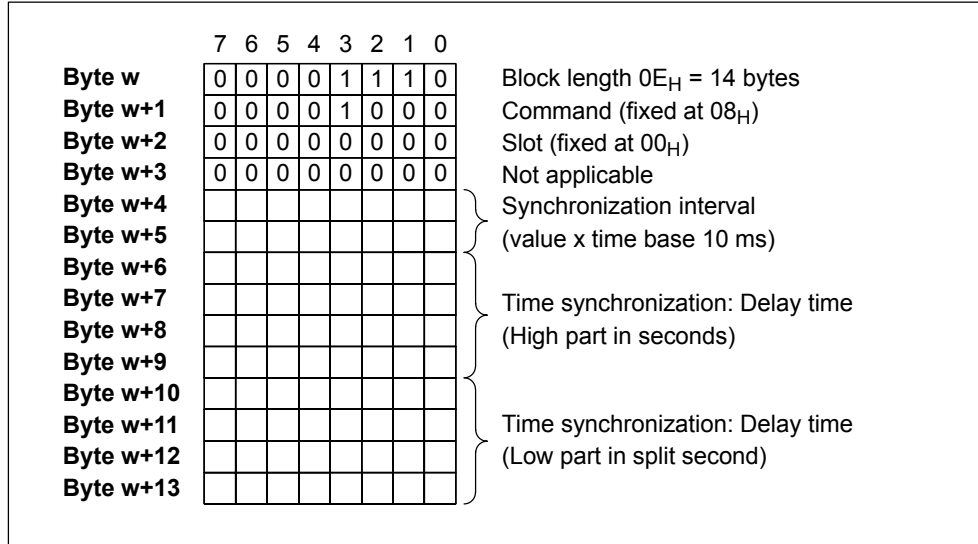 7 6 5 4 3 2 1 0
Byte w 0 0 0 0 1 1 1 0 Block length 0EH = 14 bytes
Byte w+1 0 0 0 0 1 0 0 0 Command (fixed at 08H)
Byte w+2 0 0 0 0 0 0 0 0 Slot (fixed at 00H)
Byte w+3 0 0 0 0 0 0 0 0 Not applicable
Byte w+4 Synchronization interval
Byte w+5 (value x time base 10 ms)
Byte w+6
Byte w+7 Time synchronization: Delay time
Byte w+8 (High part in seconds)
Byte w+9
Byte w+10
Byte w+11 Time synchronization: Delay time
Byte w+12 (Low part in split second)
Byte w+13